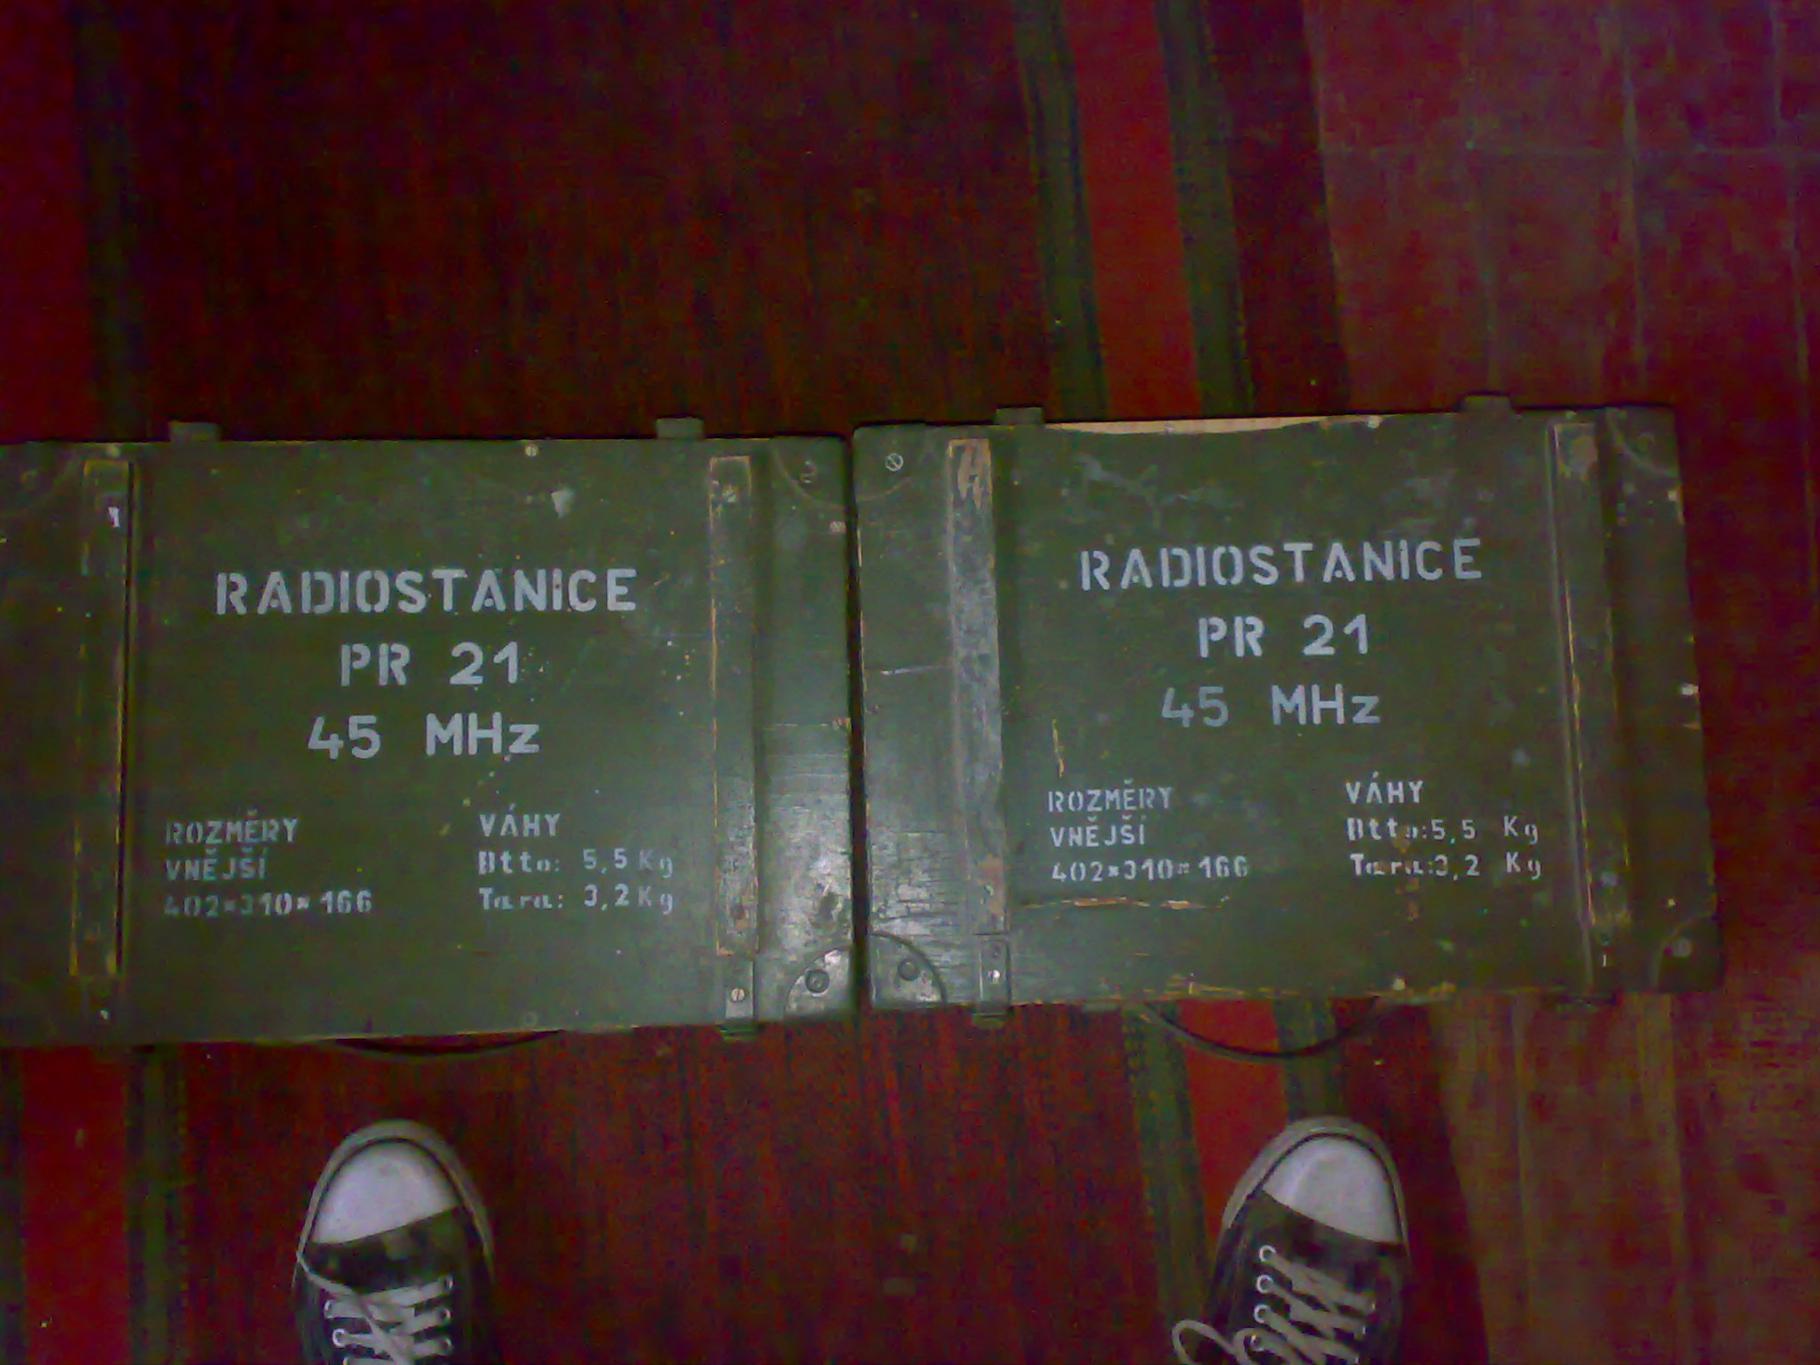 RADIOSTANICE
PR 21
45 MHz
ROZMĚRY
VNĚJŠÍ
402×310×166
VÁHY
Btto: 5,5 Kg
Tara: 3,2 Kg
RADIOSTANICE
PR 21
45 MHz
ROZMĚRY
VNĚJŠÍ
402×310×166
VÁHY
Btto:5,5 Kg
Tara:3,2 Kg